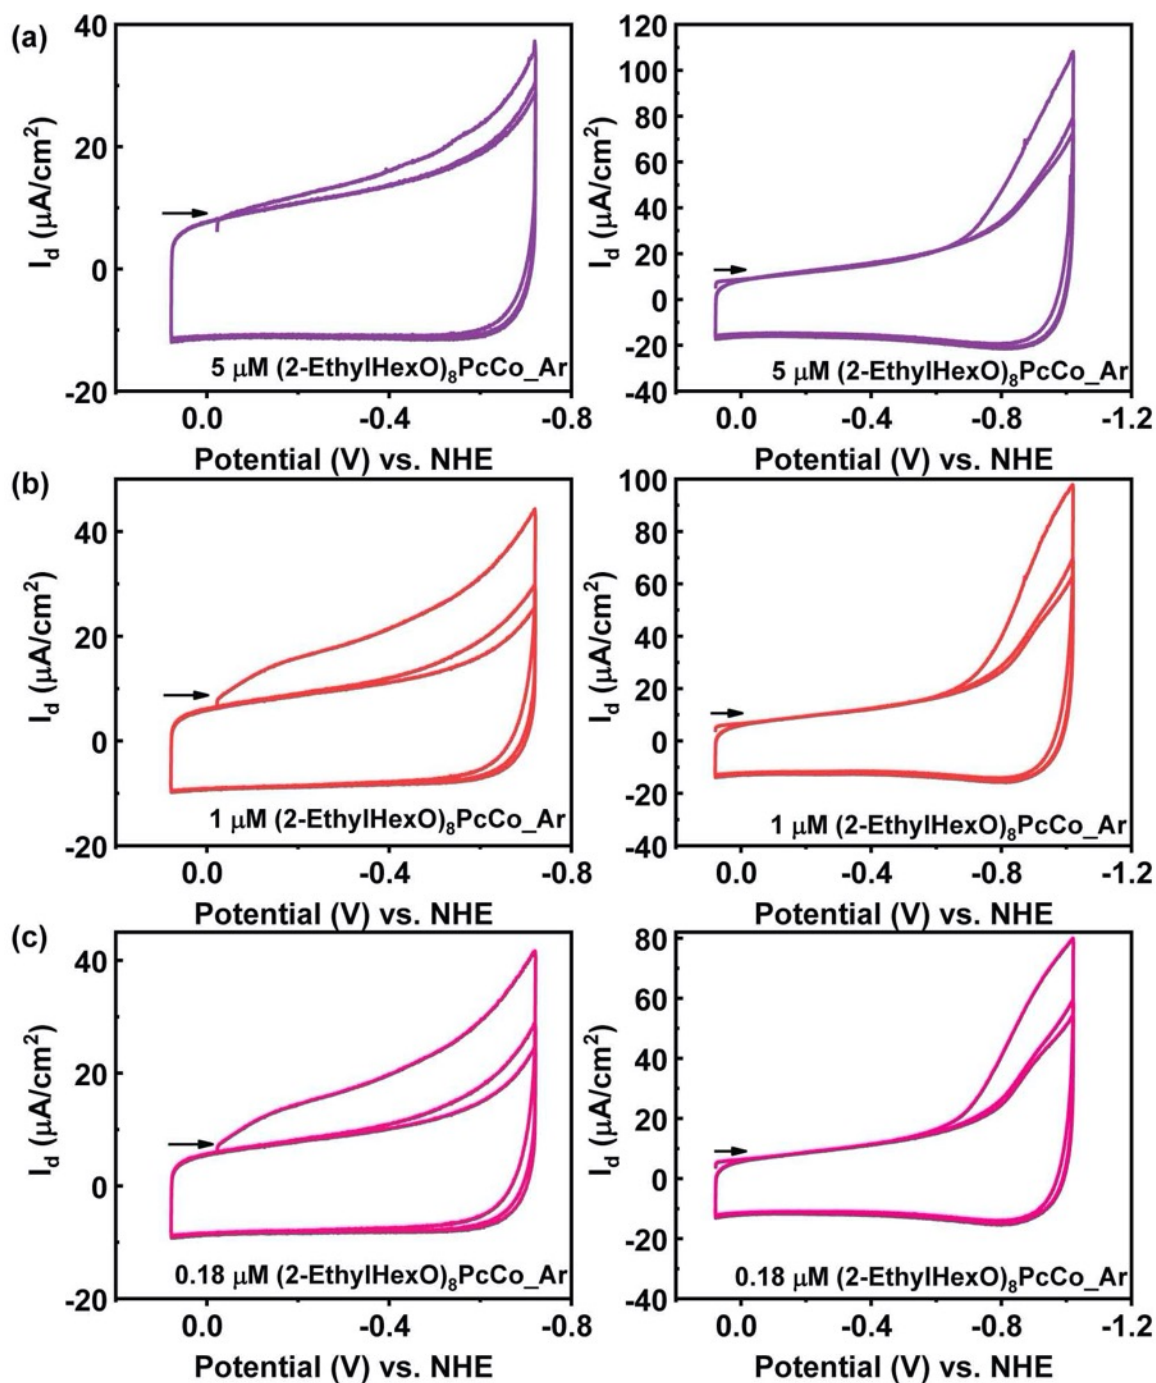 (a)
40
20
0
-20
I_d (μA/cm²)
5 μM (2-EthylHexO)₈PcCo_Ar
0.0 -0.4 -0.8
Potential (V) vs. NHE
120
100
80
60
40
20
0
-20
-40
I_d (μA/cm²)
5 μM (2-EthylHexO)₈PcCo_Ar
0.0 -0.4 -0.8 -1.2
Potential (V) vs. NHE
(b)
40
20
0
-20
I_d (μA/cm²)
1 μM (2-EthylHexO)₈PcCo_Ar
0.0 -0.4 -0.8
Potential (V) vs. NHE
100
80
60
40
20
0
-20
-40
I_d (μA/cm²)
1 μM (2-EthylHexO)₈PcCo_Ar
0.0 -0.4 -0.8 -1.2
Potential (V) vs. NHE
(c)
40
20
0
-20
I_d (μA/cm²)
0.18 μM (2-EthylHexO)₈PcCo_Ar
0.0 -0.4 -0.8
Potential (V) vs. NHE
80
60
40
20
0
-20
-40
I_d (μA/cm²)
0.18 μM (2-EthylHexO)₈PcCo_Ar
0.0 -0.4 -0.8 -1.2
Potential (V) vs. NHE